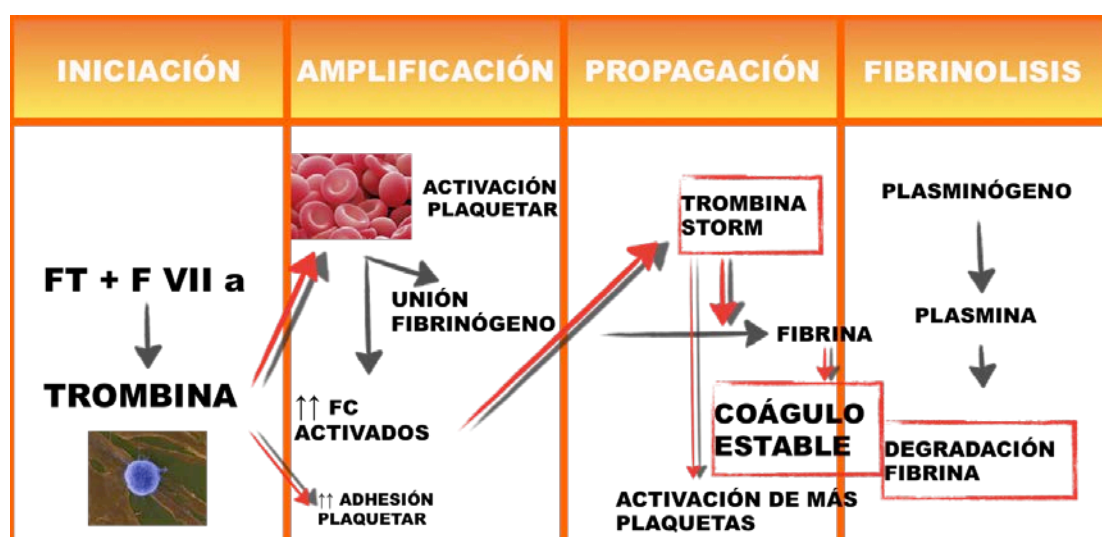 INICIACIÓN
AMPLIFICACIÓN
PROPAGACIÓN
FIBRINOLISIS
FT + F VII a
TROMBINA
ACTIVACIÓN
PLAQUETAR
UNIÓN
FIBRINÓGENO
↑↑ FC
ACTIVADOS
↑↑ ADHESIÓN
PLAQUETAR
TROMBINA
STORM
FIBRINA
COÁGULO
ESTABLE
ACTIVACIÓN DE MÁS
PLAQUETAS
PLASMINÓGENO
PLASMINA
DEGRADACIÓN
FIBRINA